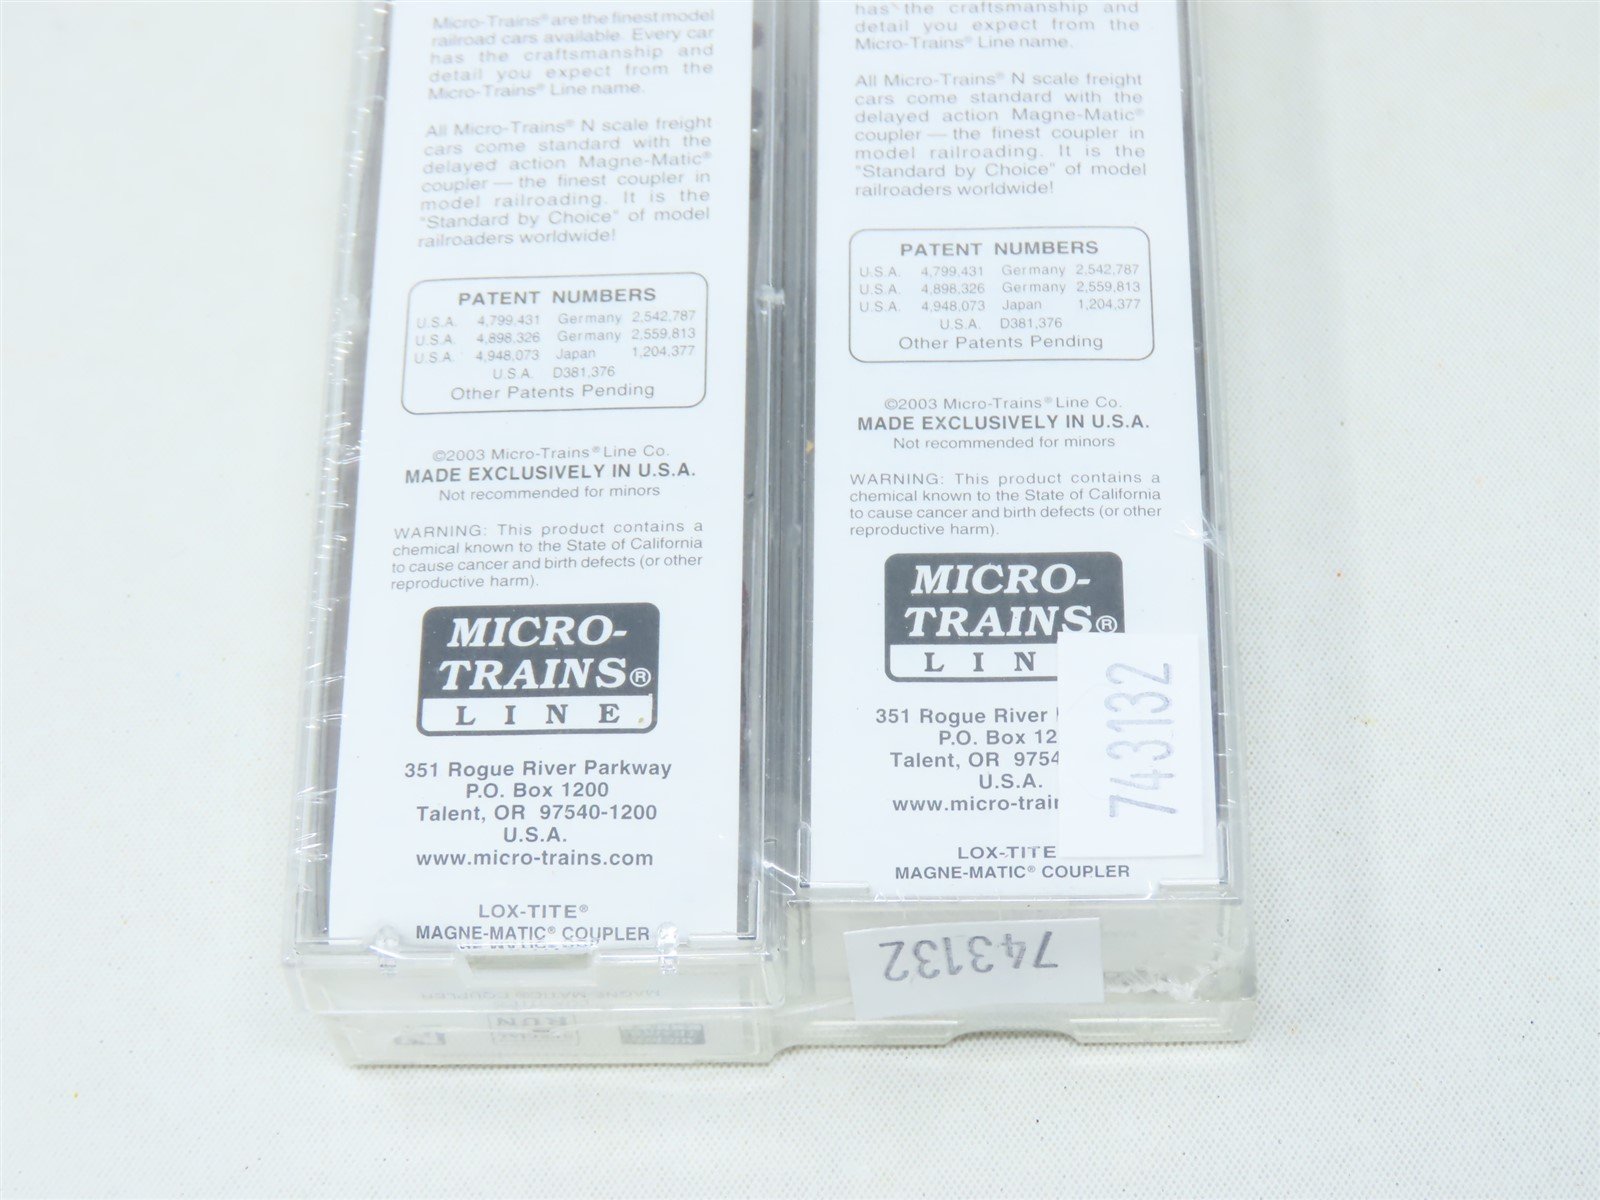 Micro-Trains® are the finest model
railroad cars available. Every car
has the craftsmanship and
detail you expect from the
Micro-Trains® Line name.
All Micro-Trains® N scale freight
cars come standard with the
delayed action Magne-Matic®
coupler — the finest coupler in
model railroading. It is the
"Standard by Choice" of model
railroaders worldwide!
PATENT NUMBERS
U.S.A. 4,799,431 Germany 2,542,787
U.S.A. 4,898,326 Germany 2,559,813
U.S.A. 4,948,073 Japan 1,204,377
U.S.A. D381,376
Other Patents Pending
©2003 Micro-Trains® Line Co.
MADE EXCLUSIVELY IN U.S.A.
Not recommended for minors
WARNING: This product contains a
chemical known to the State of California
to cause cancer and birth defects (or other
reproductive harm).
MICRO-
TRAINS®
LINE
351 Rogue River Parkway
P.O. Box 1200
Talent, OR 97540-1200
U.S.A.
www.micro-trains.com
LOX-TITE®
MAGNE-MATIC® COUPLER
MAGNE-MATIC® COUPLER
RUN
has the craftsmanship and
detail you expect from the
Micro-Trains® Line name.
All Micro-Trains® N scale freight
cars come standard with the
delayed action Magne-Matic®
coupler — the finest coupler in
model railroading. It is the
"Standard by Choice" of model
railroaders worldwide!
PATENT NUMBERS
U.S.A. 4,799,431 Germany 2,542,787
U.S.A. 4,898,326 Germany 2,559,813
U.S.A. 4,948,073 Japan 1,204,377
U.S.A. D381,376
Other Patents Pending
©2003 Micro-Trains® Line Co.
MADE EXCLUSIVELY IN U.S.A.
Not recommended for minors
WARNING: This product contains a
chemical known to the State of California
to cause cancer and birth defects (or other
reproductive harm).
MICRO-
TRAINS®
LIN
351 Rogue River
P.O. Box 12
Talent, OR 9754
U.S.A.
www.micro-trai
LOX-TITE
MAGNE-MATIC® COUPLER
743132
743132